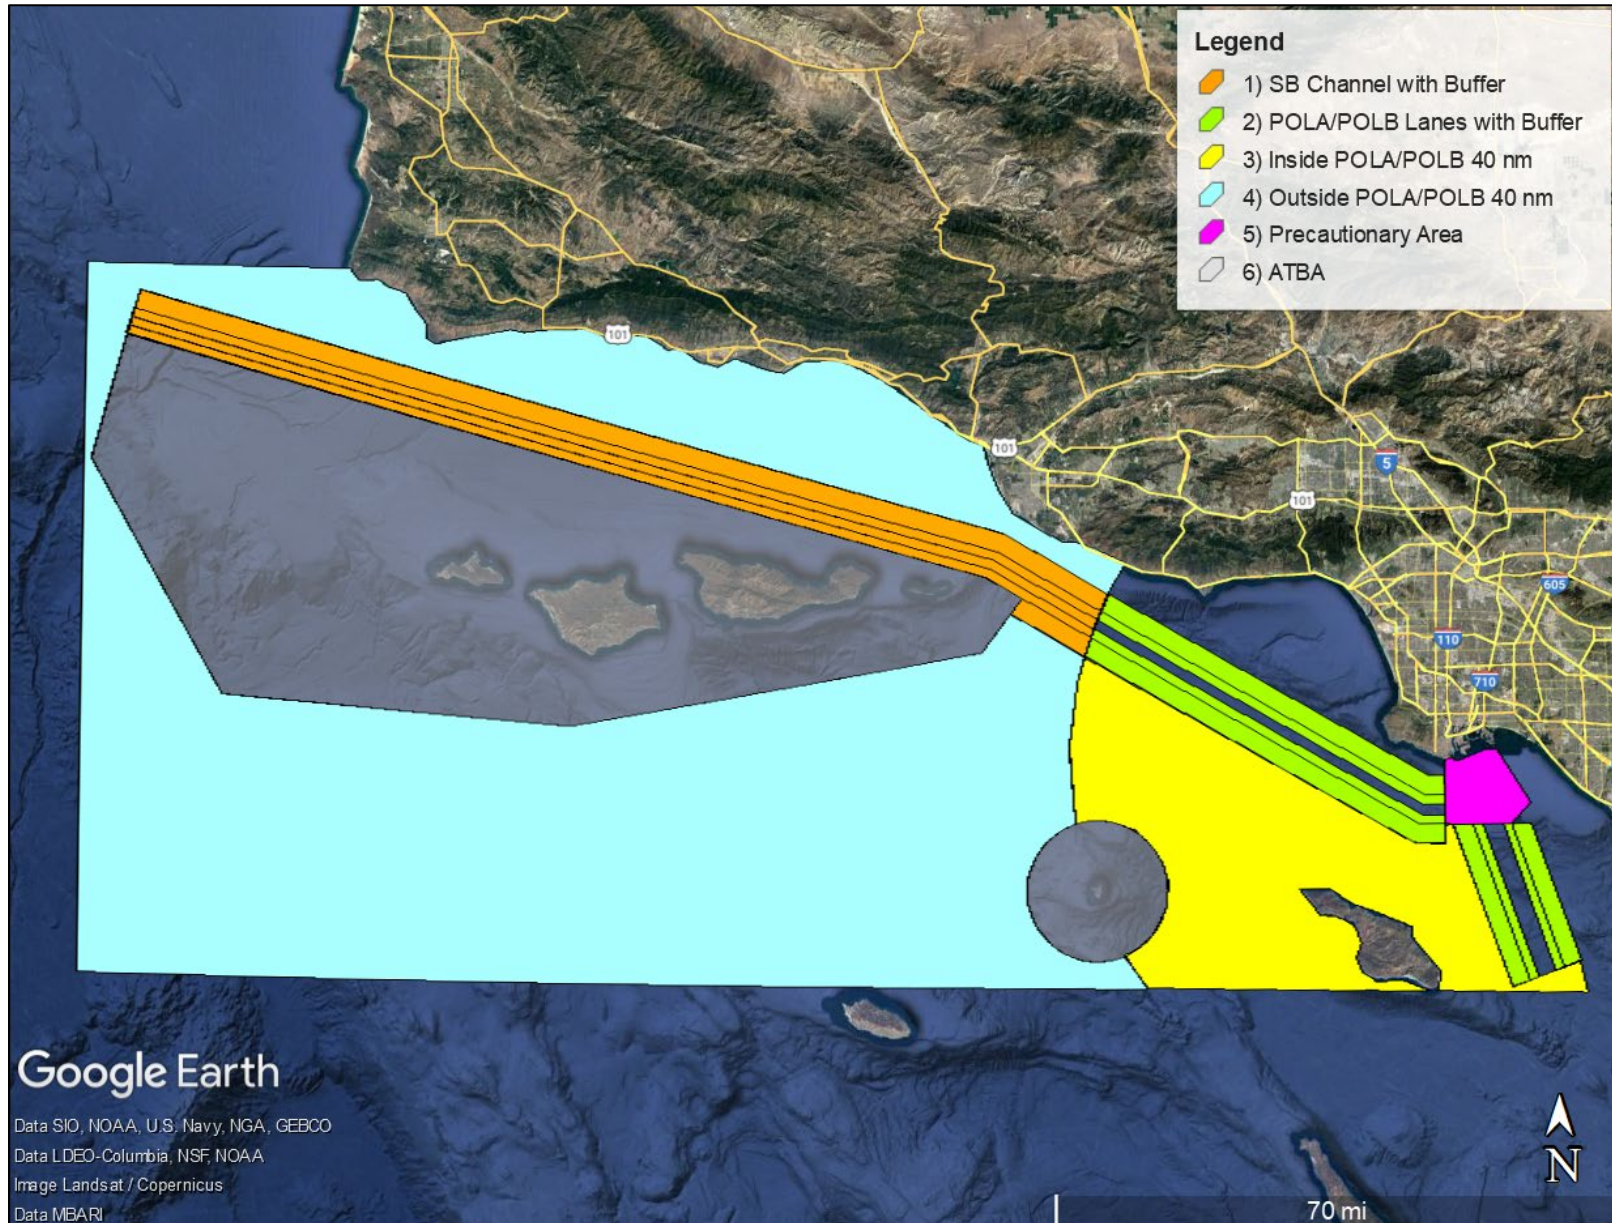 Legend
1) SB Channel with Buffer
2) POLA/POLB Lanes with Buffer
3) Inside POLA/POLB 40 nm
4) Outside POLA/POLB 40 nm
5) Precautionary Area
6) ATBA
101
101
5
101
605
110
710
Google Earth
Data SIO, NOAA, U.S. Navy, NGA, GEBCO
Data LDEO-Columbia, NSF, NOAA
Image Landsat / Copernicus
Data MBARI
N
70 mi